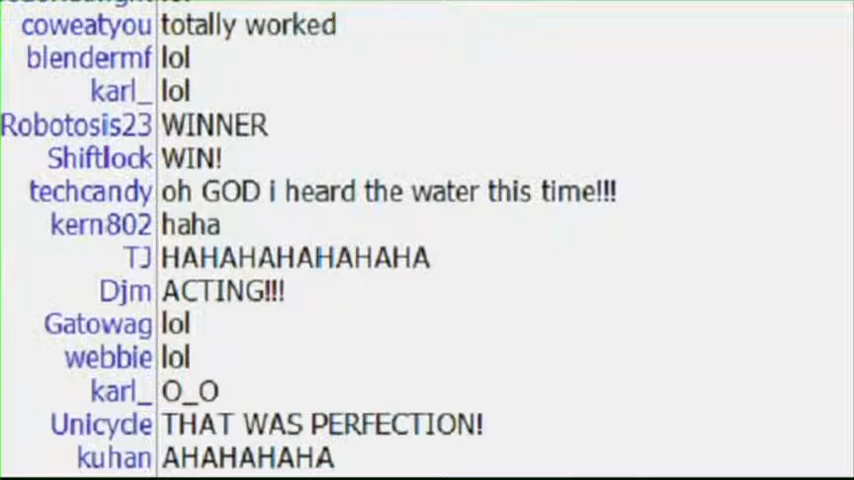 coweatyou totally worked
blendermf lol
karl_ lol
Robotosis23 WINNER
Shiftlock WIN!
techcandy oh GOD i heard the water this time!!!
kern802 haha
TJ HAHAHAHAHAHAHA
Djm ACTING!!!
Gatowag lol
webbie lol
karl_ O_O
Unicycle THAT WAS PERFECTION!
kuhan AHAHAHAHA